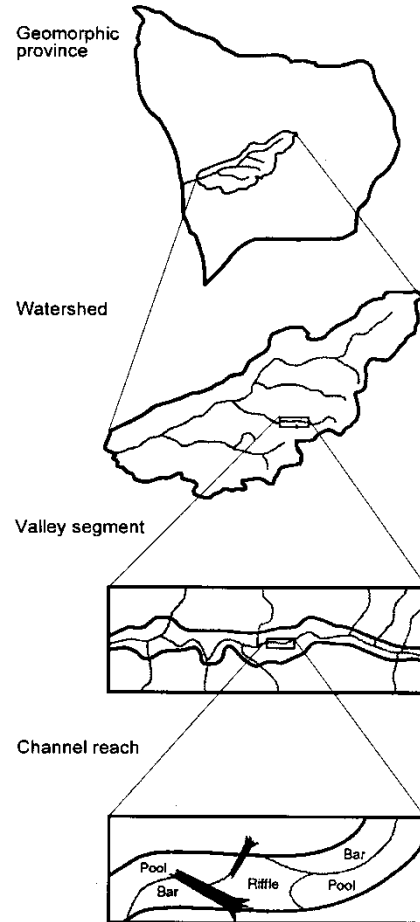 Geomorphic
province
Watershed
Valley segment
Channel reach
Pool
Bar
Riffle
Bar
Pool